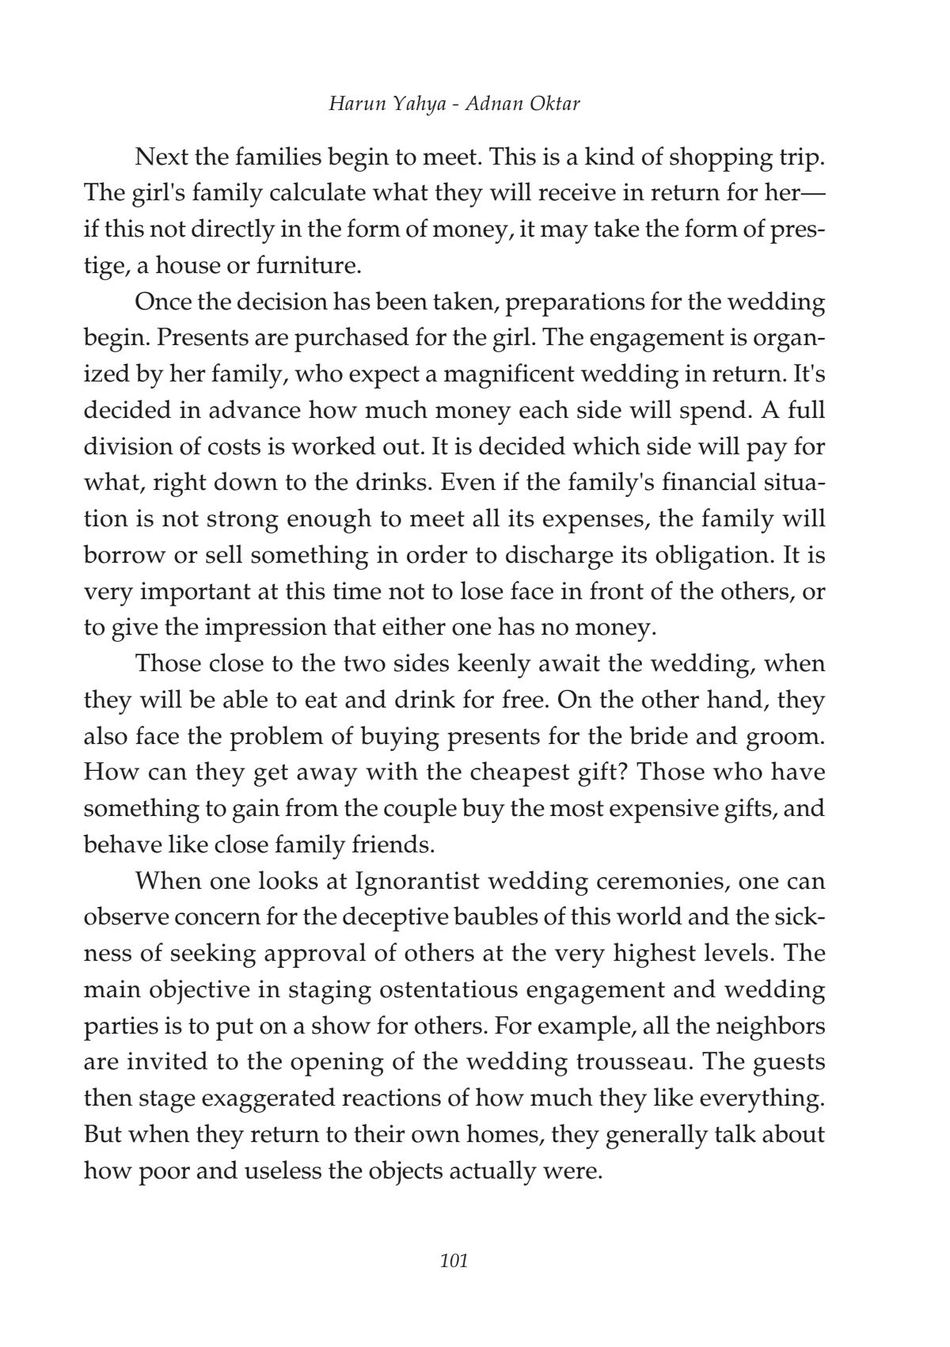 Harun Yahya - Adnan Oktar
Next the families begin to meet. This is a kind of shopping trip.
The girl's family calculate what they will receive in return for her—
if this not directly in the form of money, it may take the form of pres-
tige, a house or furniture.
Once the decision has been taken, preparations for the wedding
begin. Presents are purchased for the girl. The engagement is organ-
ized by her family, who expect a magnificent wedding in return. It's
decided in advance how much money each side will spend. A full
division of costs is worked out. It is decided which side will pay for
what, right down to the drinks. Even if the family's financial situa-
tion is not strong enough to meet all its expenses, the family will
borrow or sell something in order to discharge its obligation. It is
very important at this time not to lose face in front of the others, or
to give the impression that either one has no money.
Those close to the two sides keenly await the wedding, when
they will be able to eat and drink for free. On the other hand, they
also face the problem of buying presents for the bride and groom.
How can they get away with the cheapest gift? Those who have
something to gain from the couple buy the most expensive gifts, and
behave like close family friends.
When one looks at Ignorantist wedding ceremonies, one can
observe concern for the deceptive baubles of this world and the sick-
ness of seeking approval of others at the very highest levels. The
main objective in staging ostentatious engagement and wedding
parties is to put on a show for others. For example, all the neighbors
are invited to the opening of the wedding trousseau. The guests
then stage exaggerated reactions of how much they like everything.
But when they return to their own homes, they generally talk about
how poor and useless the objects actually were.
101